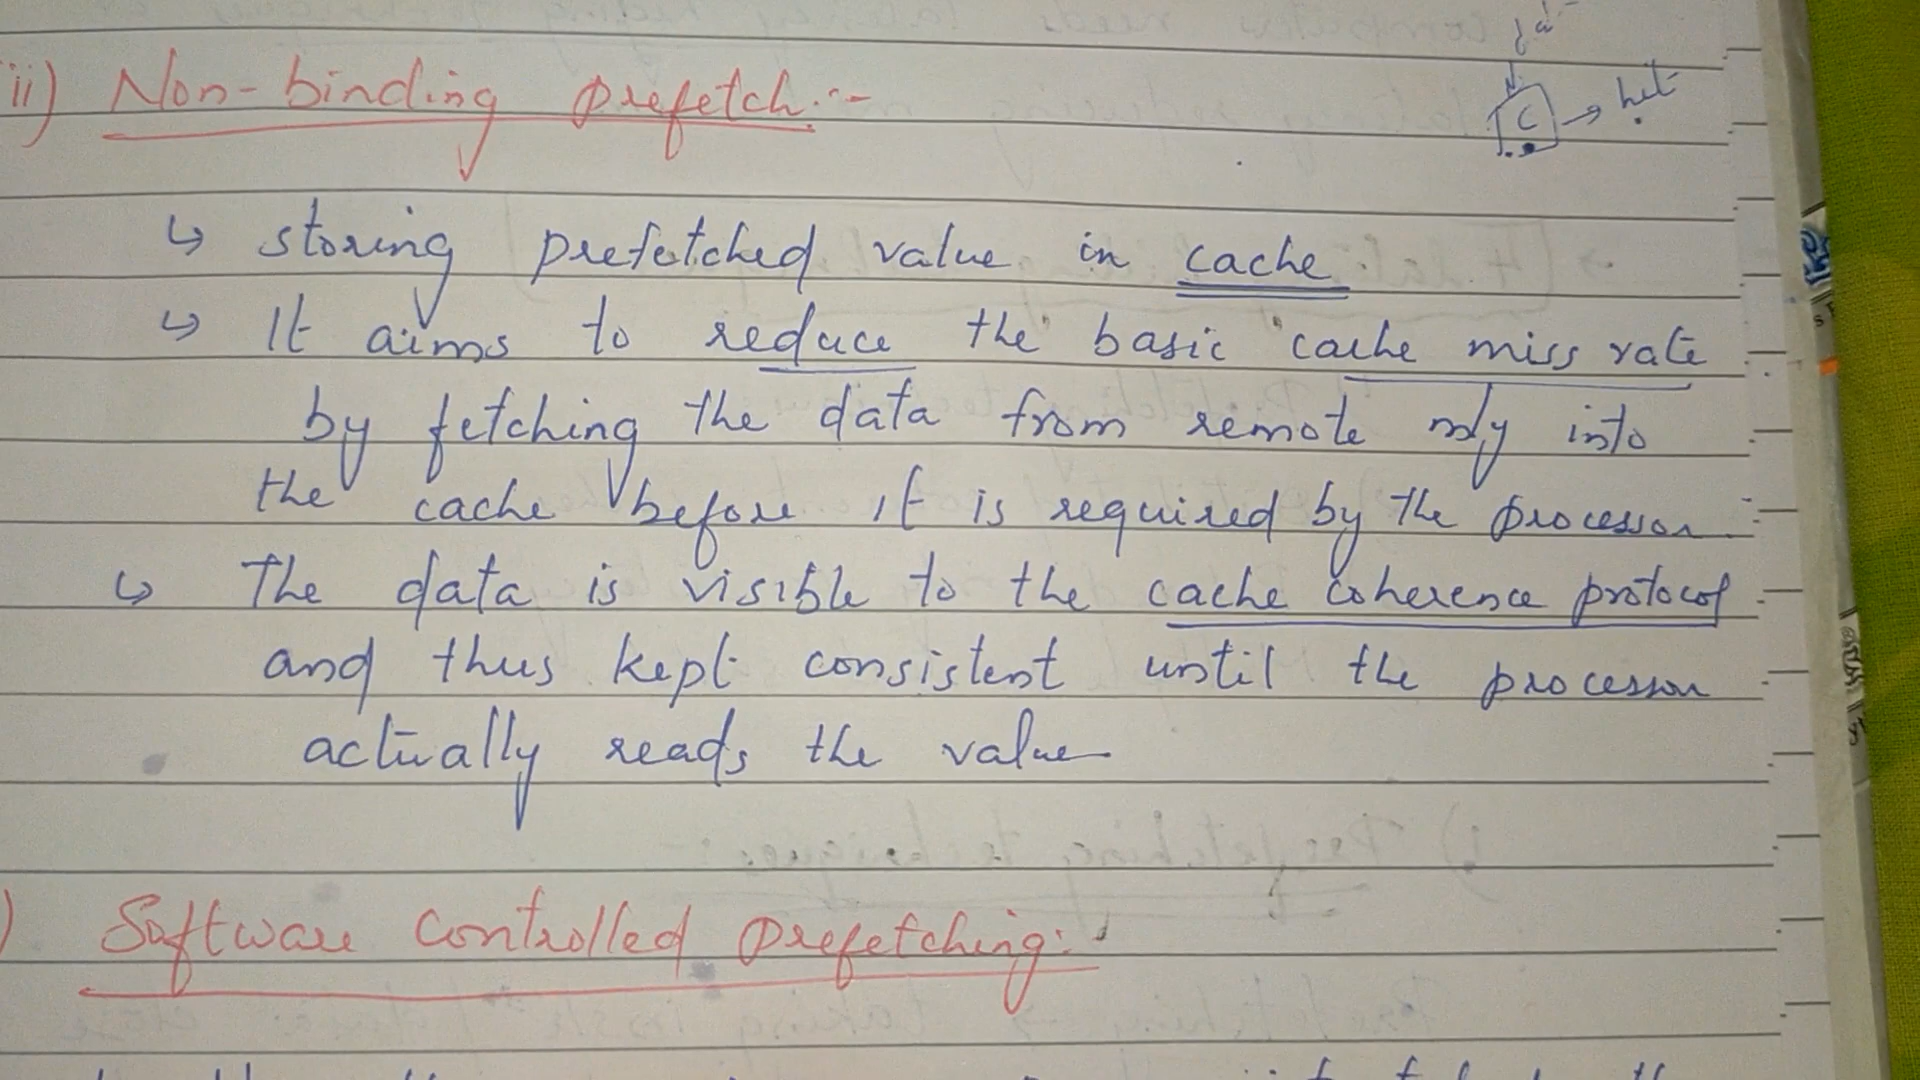 ii) Non-binding prefetch:-
C → hit
↳ storing prefetched value in cache
↳ It aims to reduce the basic cache miss rate
by fetching the data from remote mly into
the cache before it is required by the processor
↳ The data is visible to the cache coherence protocol
and thus kept consistent until the processor
actually reads the value
) Software Controlled prefetching: